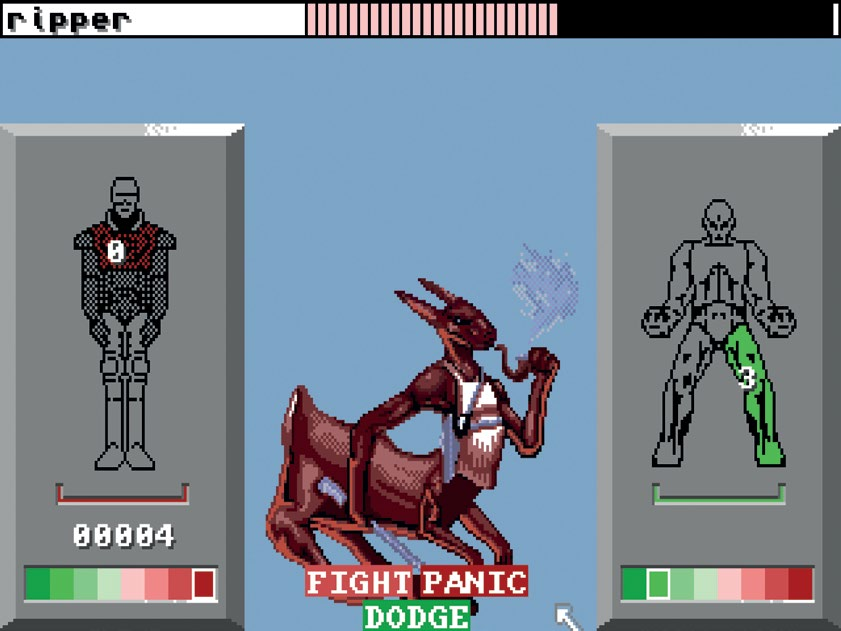 ripper
0
3
00004
FIGHT PANIC
DODGE